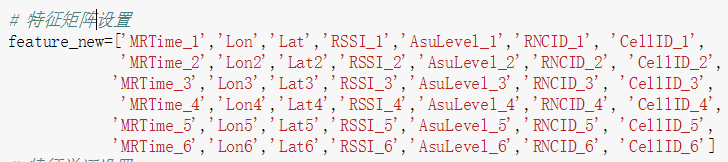 # 特征矩阵设置
feature_new=['MRTime_1','Lon','Lat','RSSI_1','AsuLevel_1','RNCID_1', 'CellID_1',
'MRTime_2','Lon2','Lat2','RSSI_2','AsuLevel_2','RNCID_2', 'CellID_2',
'MRTime_3','Lon3','Lat3','RSSI_3','AsuLevel_3','RNCID_3', 'CellID_3',
'MRTime_4','Lon4','Lat4','RSSI_4','AsuLevel_4','RNCID_4', 'CellID_4',
'MRTime_5','Lon5','Lat5','RSSI_5','AsuLevel_5','RNCID_5', 'CellID_5',
'MRTime_6','Lon6','Lat6','RSSI_6','AsuLevel_6','RNCID_6', 'CellID_6']